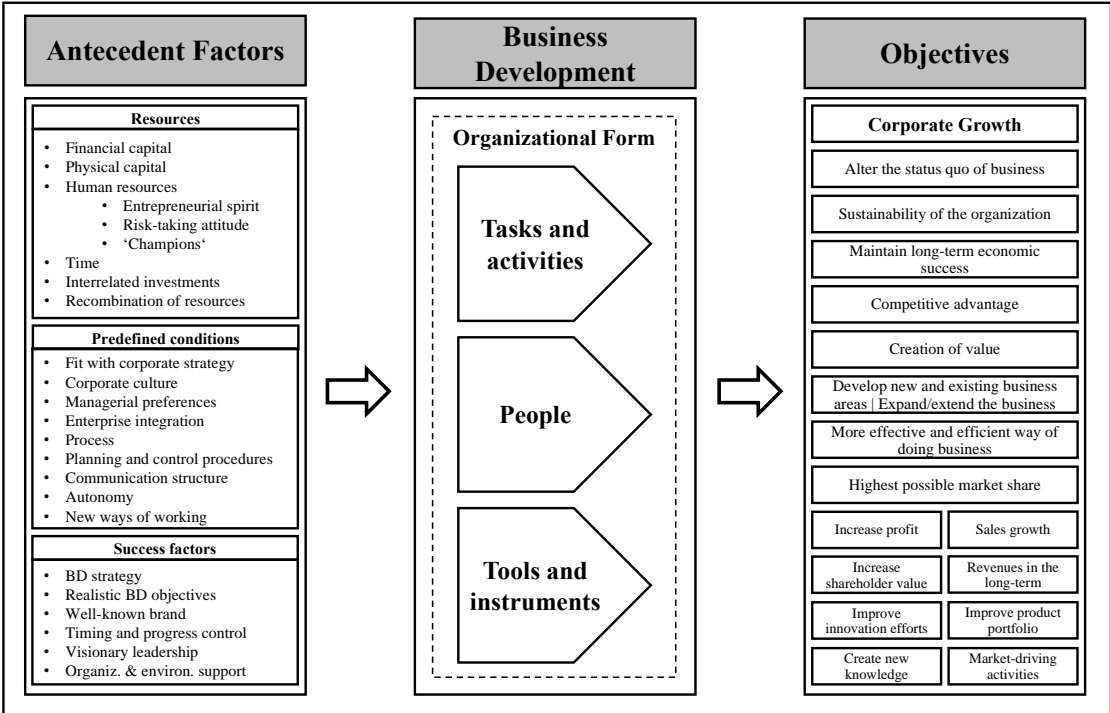 Antecedent Factors
Resources
• Financial capital
• Physical capital
• Human resources
• Entrepreneurial spirit
• Risk-taking attitude
• ‘Champions‘
• Time
• Interrelated investments
• Recombination of resources
Predefined conditions
• Fit with corporate strategy
• Corporate culture
• Managerial preferences
• Enterprise integration
• Process
• Planning and control procedures
• Communication structure
• Autonomy
• New ways of working
Success factors
• BD strategy
• Realistic BD objectives
• Well-known brand
• Timing and progress control
• Visionary leadership
• Organiz. & environ. support
Business
Development
Organizational Form
Tasks and
activities
People
Tools and
instruments
Objectives
Corporate Growth
Alter the status quo of business
Sustainability of the organization
Maintain long-term economic
success
Competitive advantage
Creation of value
Develop new and existing business
areas | Expand/extend the business
More effective and efficient way of
doing business
Highest possible market share
Increase profit
Sales growth
Increase
shareholder value
Revenues in the
long-term
Improve
innovation efforts
Improve product
portfolio
Create new
knowledge
Market-driving
activities